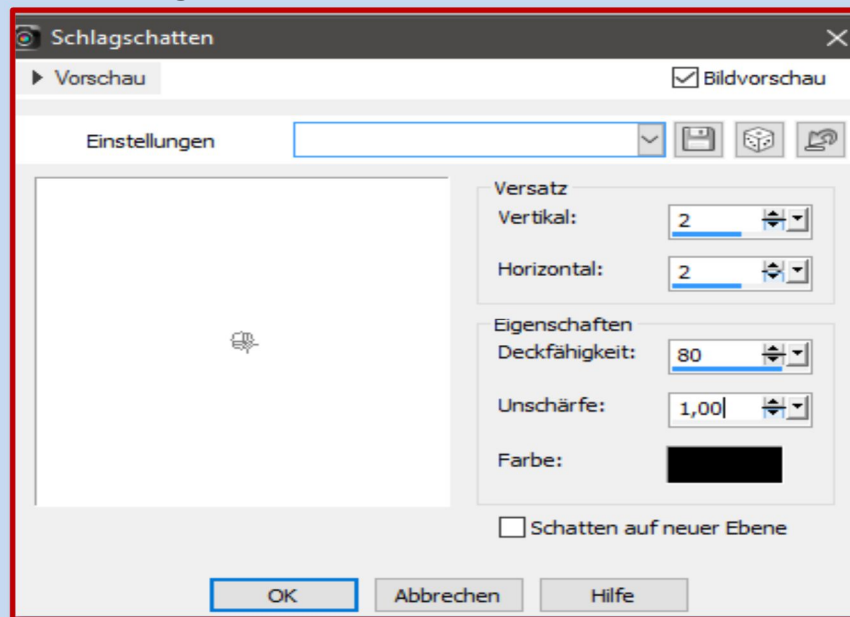 Schlagschatten
Vorschau
Bildvorschau
Einstellungen
Versatz
Vertikal: 2
Horizontal: 2
Eigenschaften
Deckfähigkeit: 80
Unschärfe: 1,00
Farbe:
Schatten auf neuer Ebene
OK Abbrechen Hilfe